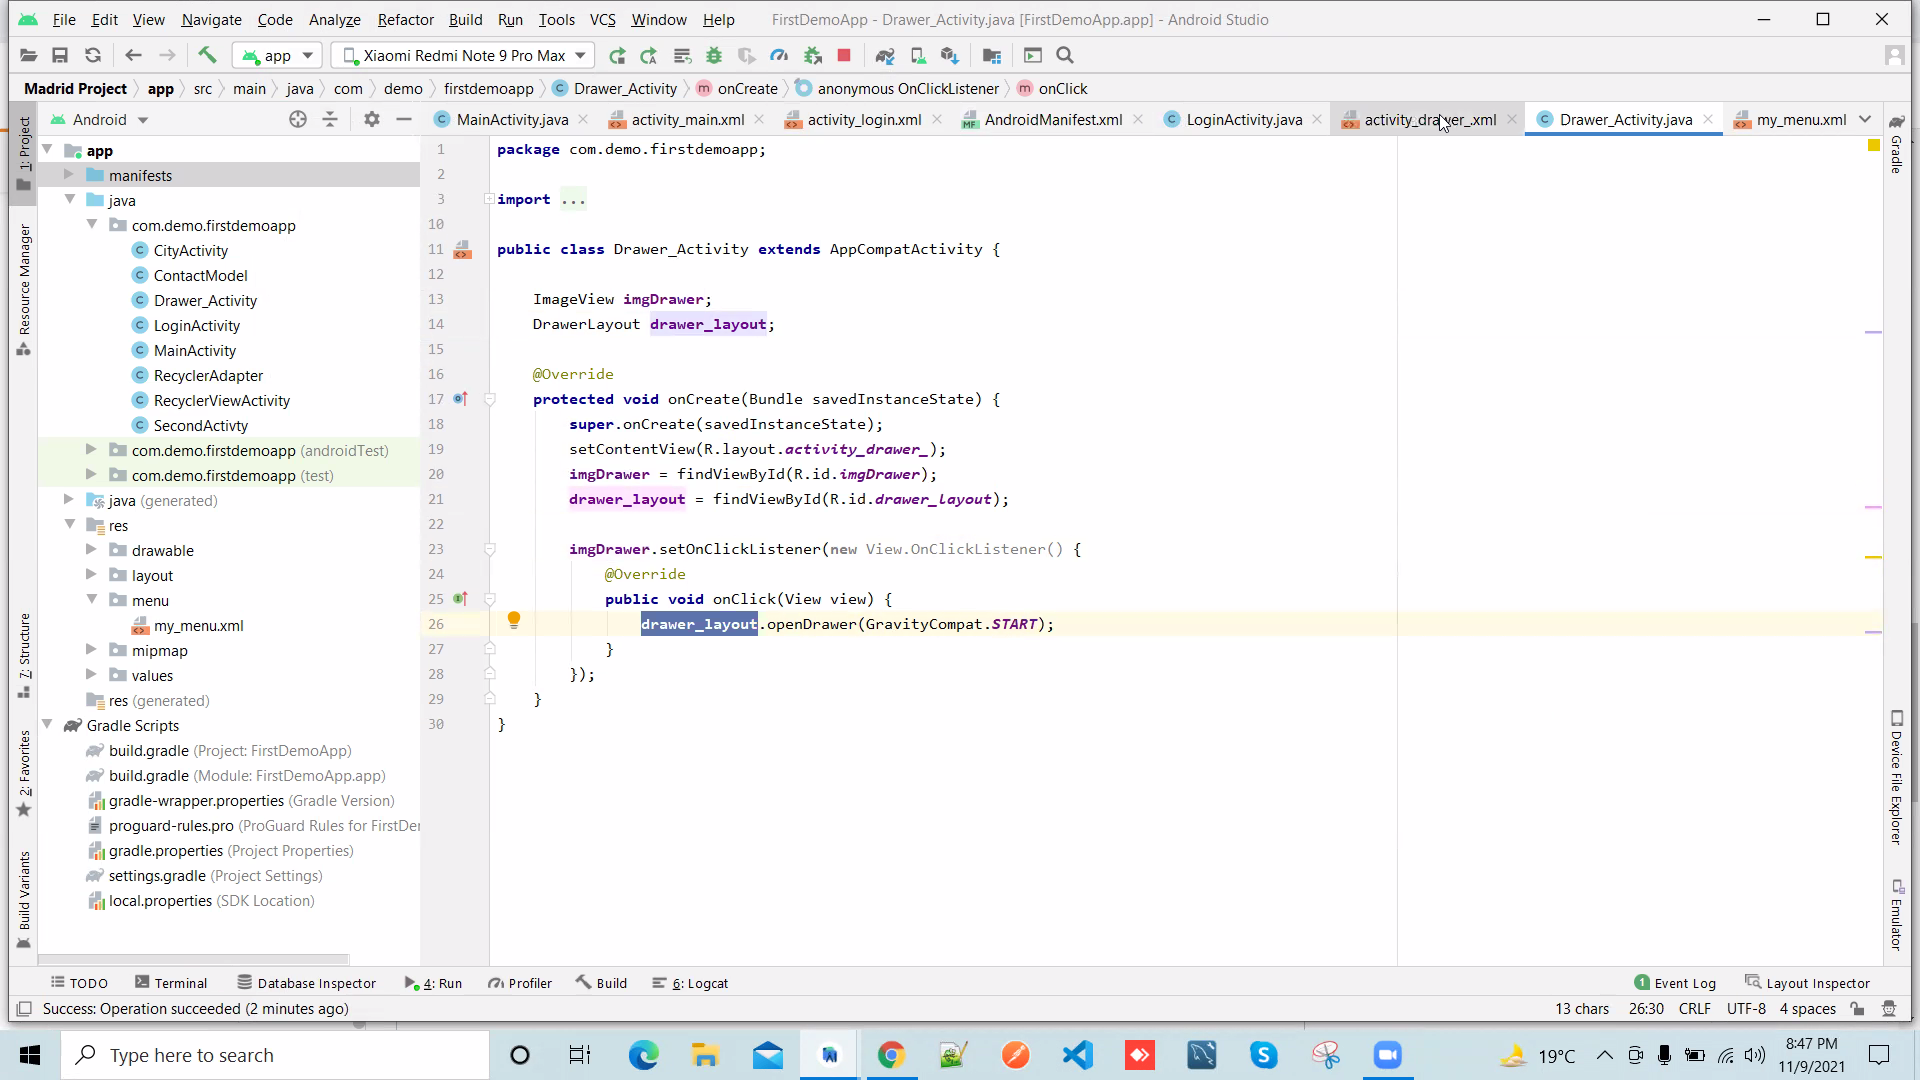 File Edit View Navigate Code Analyze Refactor Build Run Tools VCS Window Help FirstDemoApp - Drawer_Activity.java [FirstDemoApp.app] - Android Studio
app Xiaomi Redmi Note 9 Pro Max
Madrid Project app src main java com demo firstdemoapp Drawer_Activity onCreate anonymous OnClickListener onClick
Android MainActivity.java activity_main.xml activity_login.xml AndroidManifest.xml LoginActivity.java activity_drawer_.xml Drawer_Activity.java my_menu.xml
1: Project
Resource Manager
7: Structure
2: Favorites
Build Variants
app
manifests
java
com.demo.firstdemoapp
CityActivity
ContactModel
Drawer_Activity
LoginActivity
MainActivity
RecyclerAdapter
RecyclerViewActivity
SecondActivty
com.demo.firstdemoapp (androidTest)
com.demo.firstdemoapp (test)
java (generated)
res
drawable
layout
menu
my_menu.xml
mipmap
values
res (generated)
Gradle Scripts
build.gradle (Project: FirstDemoApp)
build.gradle (Module: FirstDemoApp.app)
gradle-wrapper.properties (Gradle Version)
proguard-rules.pro (ProGuard Rules for FirstDe
gradle.properties (Project Properties)
settings.gradle (Project Settings)
local.properties (SDK Location)
1 package com.demo.firstdemoapp;
2
3 import ...
10
11 public class Drawer_Activity extends AppCompatActivity {
12
13 ImageView imgDrawer;
14 DrawerLayout drawer_layout;
15
16 @Override
17 protected void onCreate(Bundle savedInstanceState) {
18 super.onCreate(savedInstanceState);
19 setContentView(R.layout.activity_drawer_);
20 imgDrawer = findViewById(R.id.imgDrawer);
21 drawer_layout = findViewById(R.id.drawer_layout);
22
23 imgDrawer.setOnClickListener(new View.OnClickListener() {
24 @Override
25 public void onClick(View view) {
26 drawer_layout.openDrawer(GravityCompat.START);
27 }
28 });
29 }
30 }
Gradle
Device File Explorer
Emulator
TODO Terminal Database Inspector 4: Run Profiler Build 6: Logcat 1 Event Log Layout Inspector
Success: Operation succeeded (2 minutes ago) 13 chars 26:30 CRLF UTF-8 4 spaces
Type here to search 19°C 8:47 PM
11/9/2021